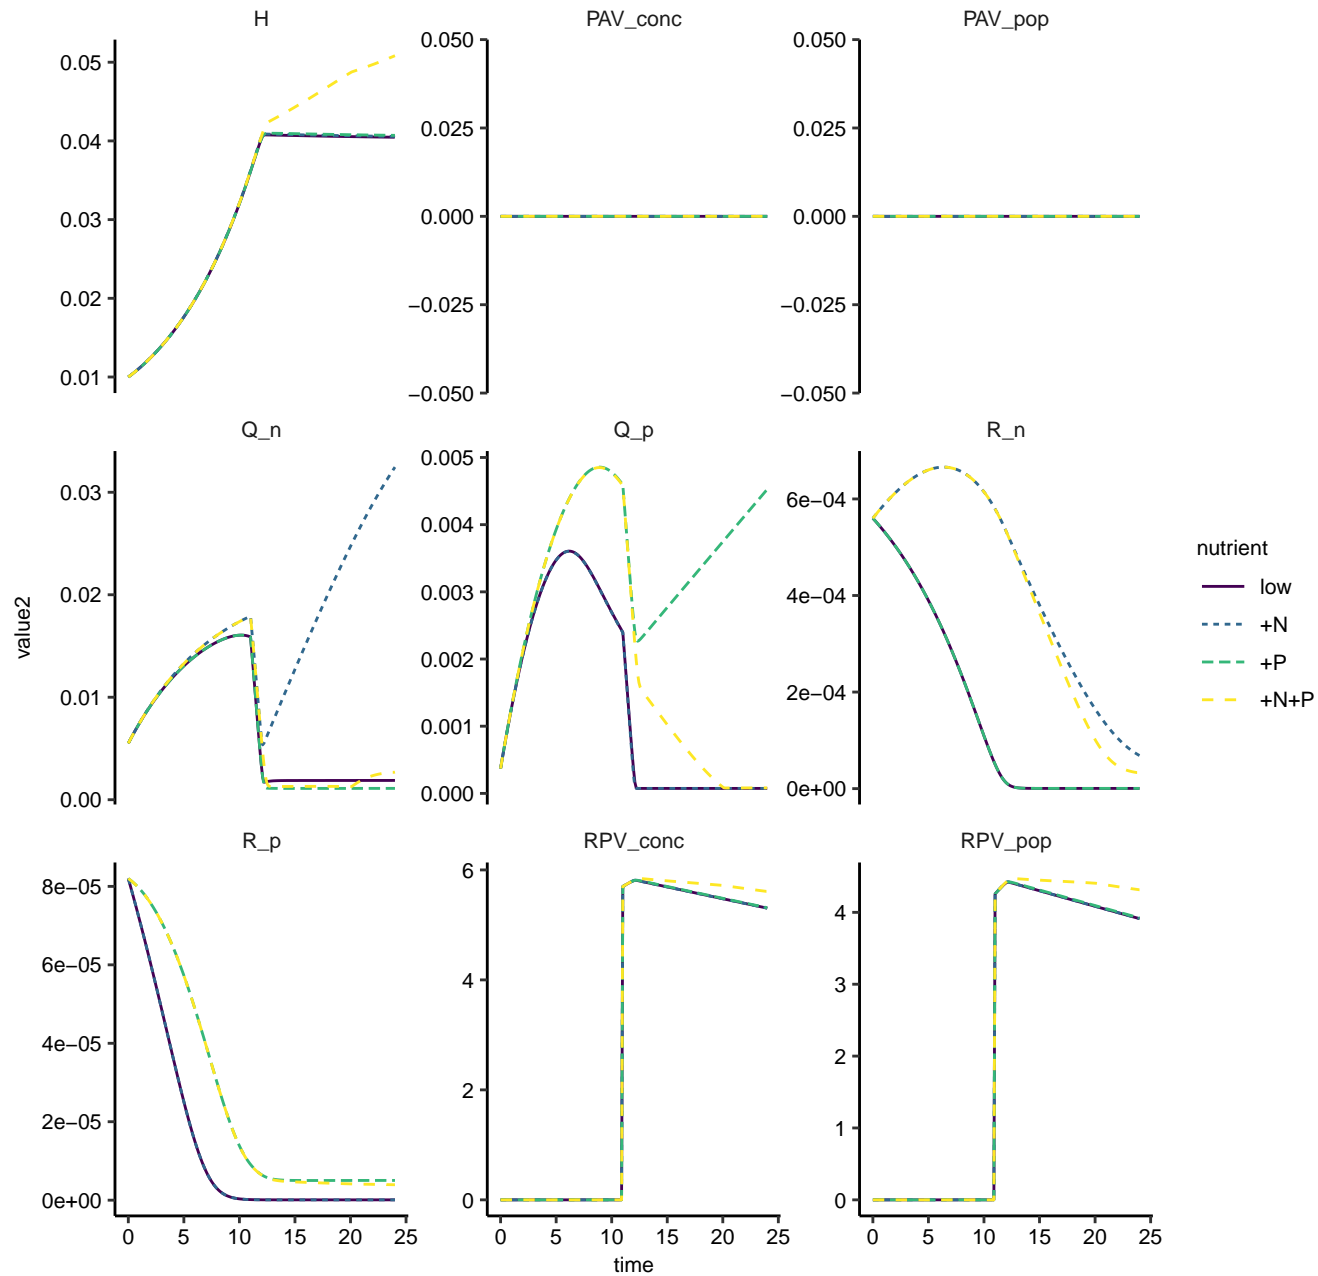 H
PAV_conc
PAV_pop
0.05
0.04
0.03
0.02
0.01
0.050
0.025
0.000
−0.025
−0.050
0.050
0.025
0.000
−0.025
−0.050
Q_n
Q_p
R_n
0.03
0.02
0.01
0.00
0.005
0.004
0.003
0.002
0.001
0.000
6e−04
4e−04
2e−04
0e+00
value2
nutrient
low
+N
+P
+N+P
R_p
RPV_conc
RPV_pop
8e−05
6e−05
4e−05
2e−05
0e+00
6
4
2
0
4
3
2
1
0
0 5 10 15 20 25
0 5 10 15 20 25
0 5 10 15 20 25
time